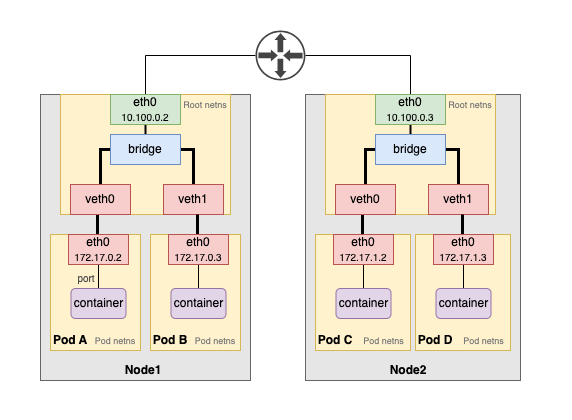 eth0
10.100.0.2
Root netns
bridge
veth0
veth1
eth0
172.17.0.2
eth0
172.17.0.3
port
container
container
Pod A
Pod netns
Pod B
Pod netns
Node1
eth0
10.100.0.3
Root netns
bridge
veth0
veth1
eth0
172.17.1.2
eth0
172.17.1.3
container
container
Pod C
Pod netns
Pod D
Pod netns
Node2